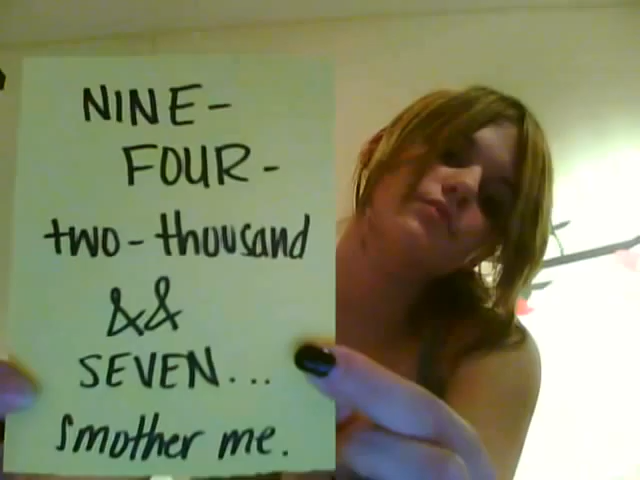 NINE-
FOUR-
two-thousand
&&
SEVEN...
smother me.